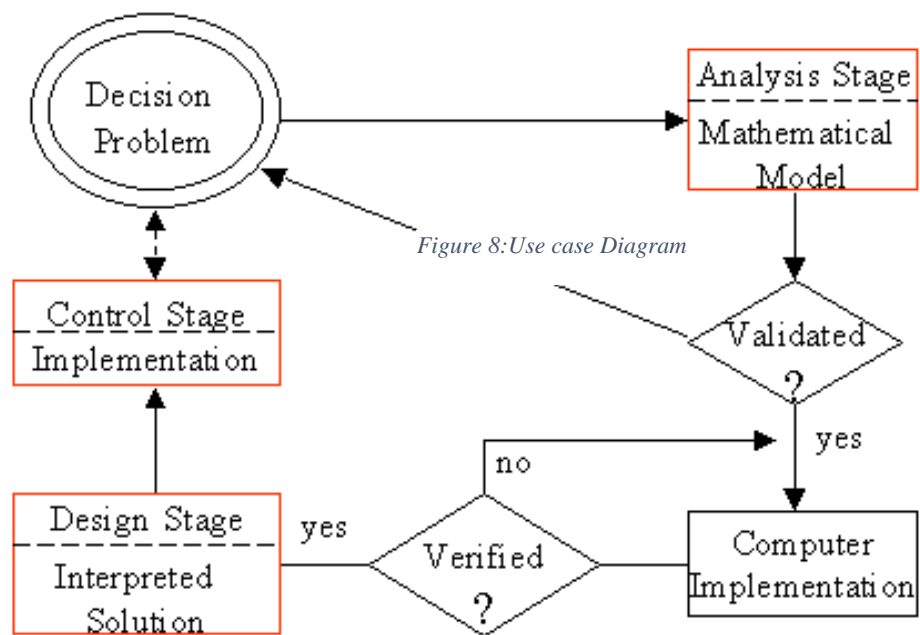 Decision
Problem
Analysis Stage
Mathematical
Model
Figure 8:Use case Diagram
Control Stage
Implementation
Validated
?
yes
no
Design Stage
Interpreted
Solution
yes
Verified
?
Computer
Implementation